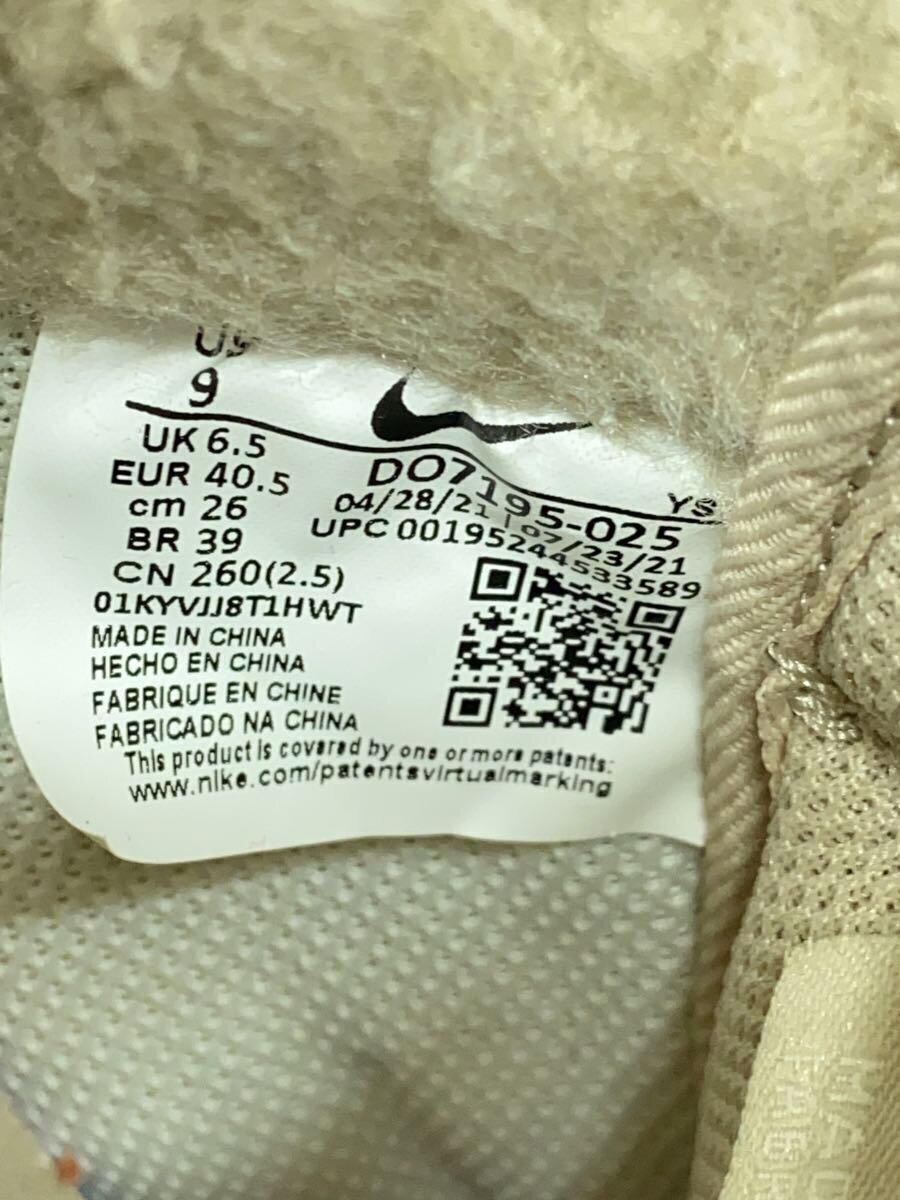 US
9
UK 6.5
EUR 40.5
cm 26
BR 39
CN 260(2.5)
01KYVJJ8T1HWT
YS
DO7195-025
04/28/21 | 07/23/21
UPC 00195244533589
MADE IN CHINA
HECHO EN CHINA
FABRIQUE EN CHINE
FABRICADO NA CHINA
This product is covered by one or more patents:
www.nike.com/patentsvirtualmarking